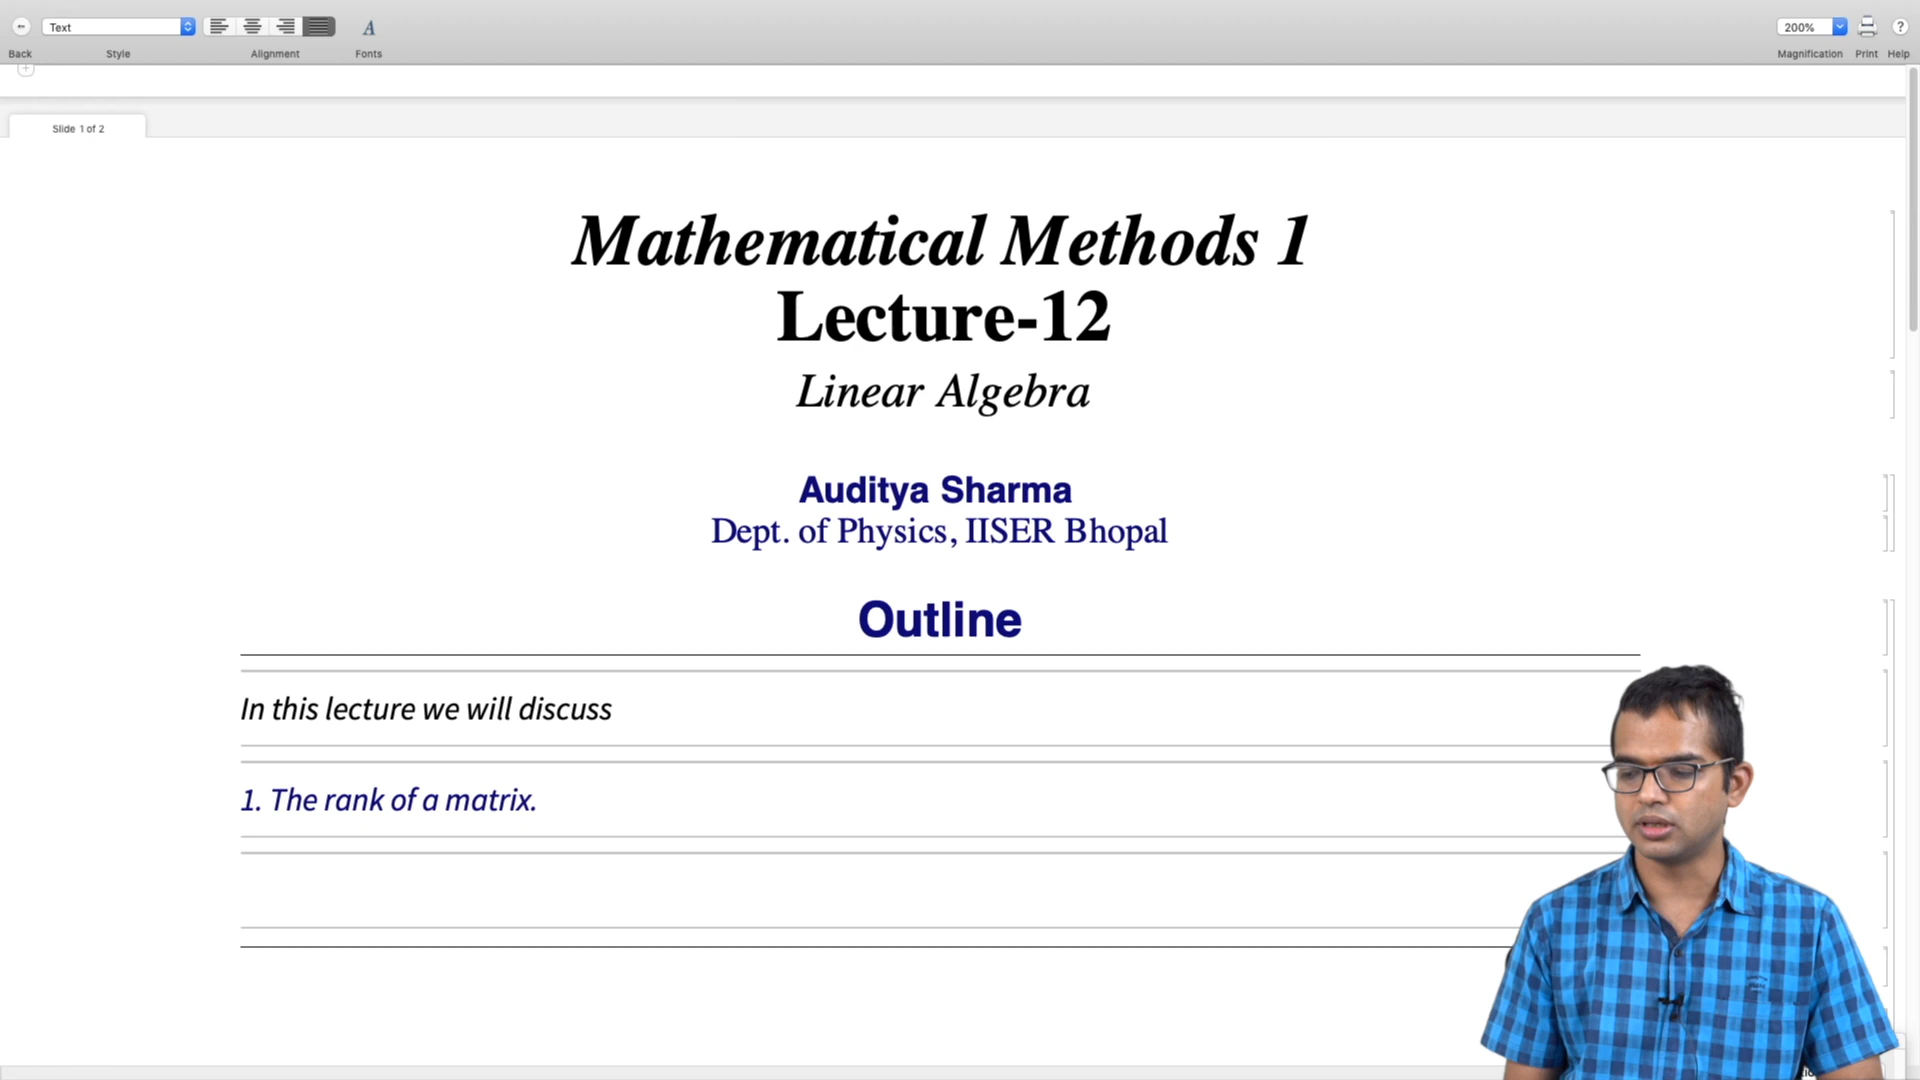 Text
200%
Back
Style
Alignment
Fonts
Magnification
Print
Help
Slide 1 of 2
Mathematical Methods 1
Lecture-12
Linear Algebra
Auditya Sharma
Dept. of Physics, IISER Bhopal
Outline
In this lecture we will discuss
1. The rank of a matrix.